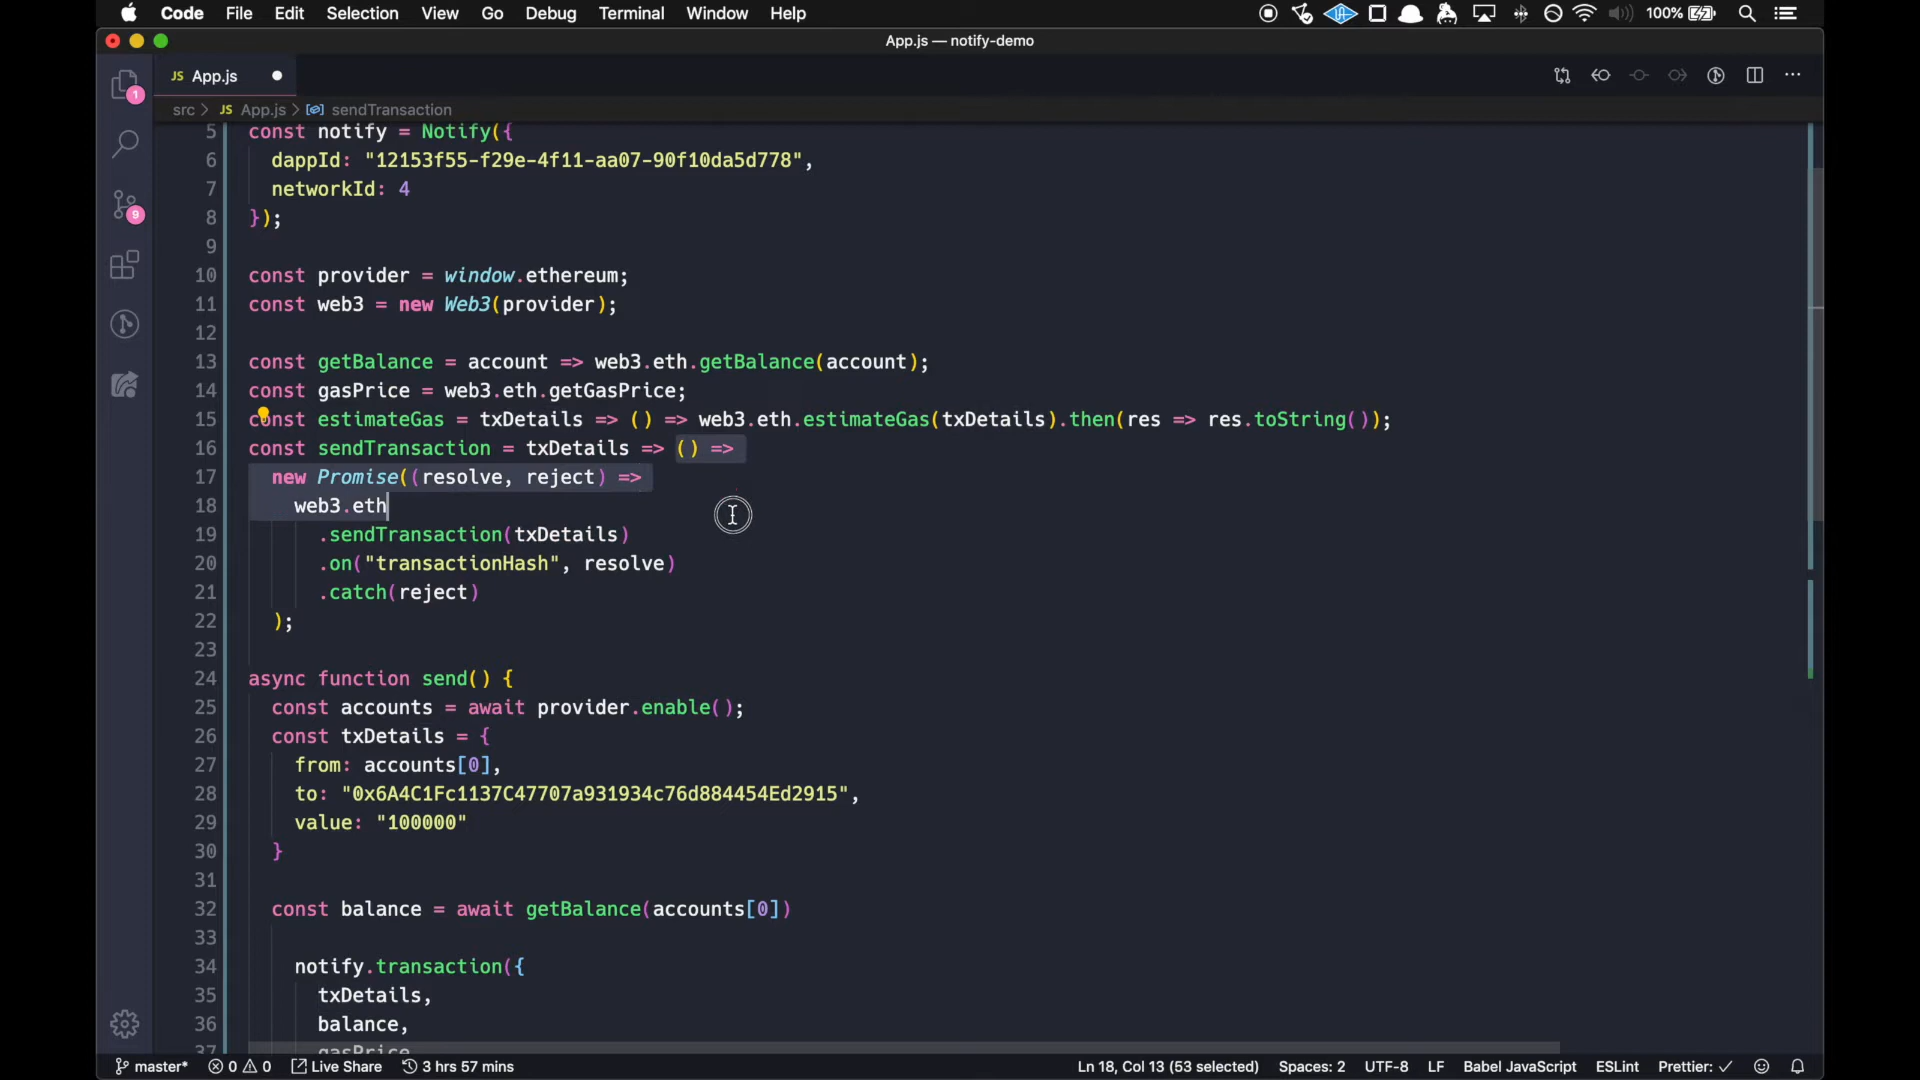 Code File Edit Selection View Go Debug Terminal Window Help 100%
App.js — notify-demo
JS App.js
1
src > JS App.js > sendTransaction
5 const notify = Notify({
6 dappId: "12153f55-f29e-4f11-aa07-90f10da5d778",
7 networkId: 4
8 });
9
10 const provider = window.ethereum;
11 const web3 = new Web3(provider);
12
13 const getBalance = account => web3.eth.getBalance(account);
14 const gasPrice = web3.eth.getGasPrice;
15 const estimateGas = txDetails => () => web3.eth.estimateGas(txDetails).then(res => res.toString());
16 const sendTransaction = txDetails => () =>
17 new Promise((resolve, reject) =>
18 web3.eth
19 .sendTransaction(txDetails)
20 .on("transactionHash", resolve)
21 .catch(reject)
22 );
23
24 async function send() {
25 const accounts = await provider.enable();
26 const txDetails = {
27 from: accounts[0],
28 to: "0x6A4C1Fc1137C47707a931934c76d884454Ed2915",
29 value: "100000"
30 }
31
32 const balance = await getBalance(accounts[0])
33
34 notify.transaction({
35 txDetails,
36 balance,
37 gasPrice
9
master* 0 0 Live Share 3 hrs 57 mins Ln 18, Col 13 (53 selected) Spaces: 2 UTF-8 LF Babel JavaScript ESLint Prettier: ✓